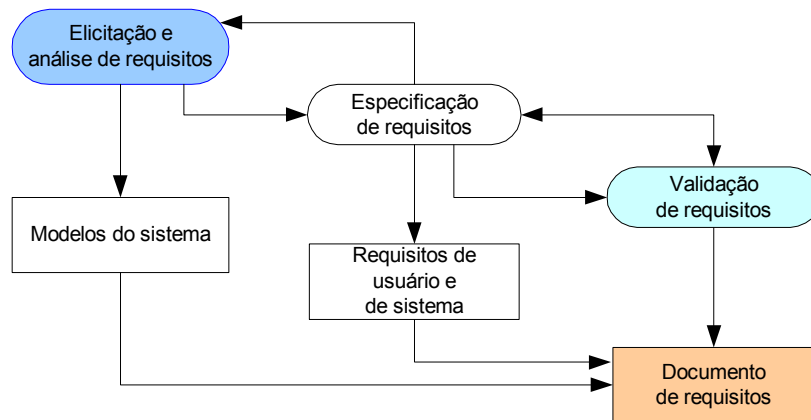 Elicitação e
análise de requisitos
Especificação
de requisitos
Validação
de requisitos
Modelos do sistema
Requisitos de
usuário e
de sistema
Documento
de requisitos